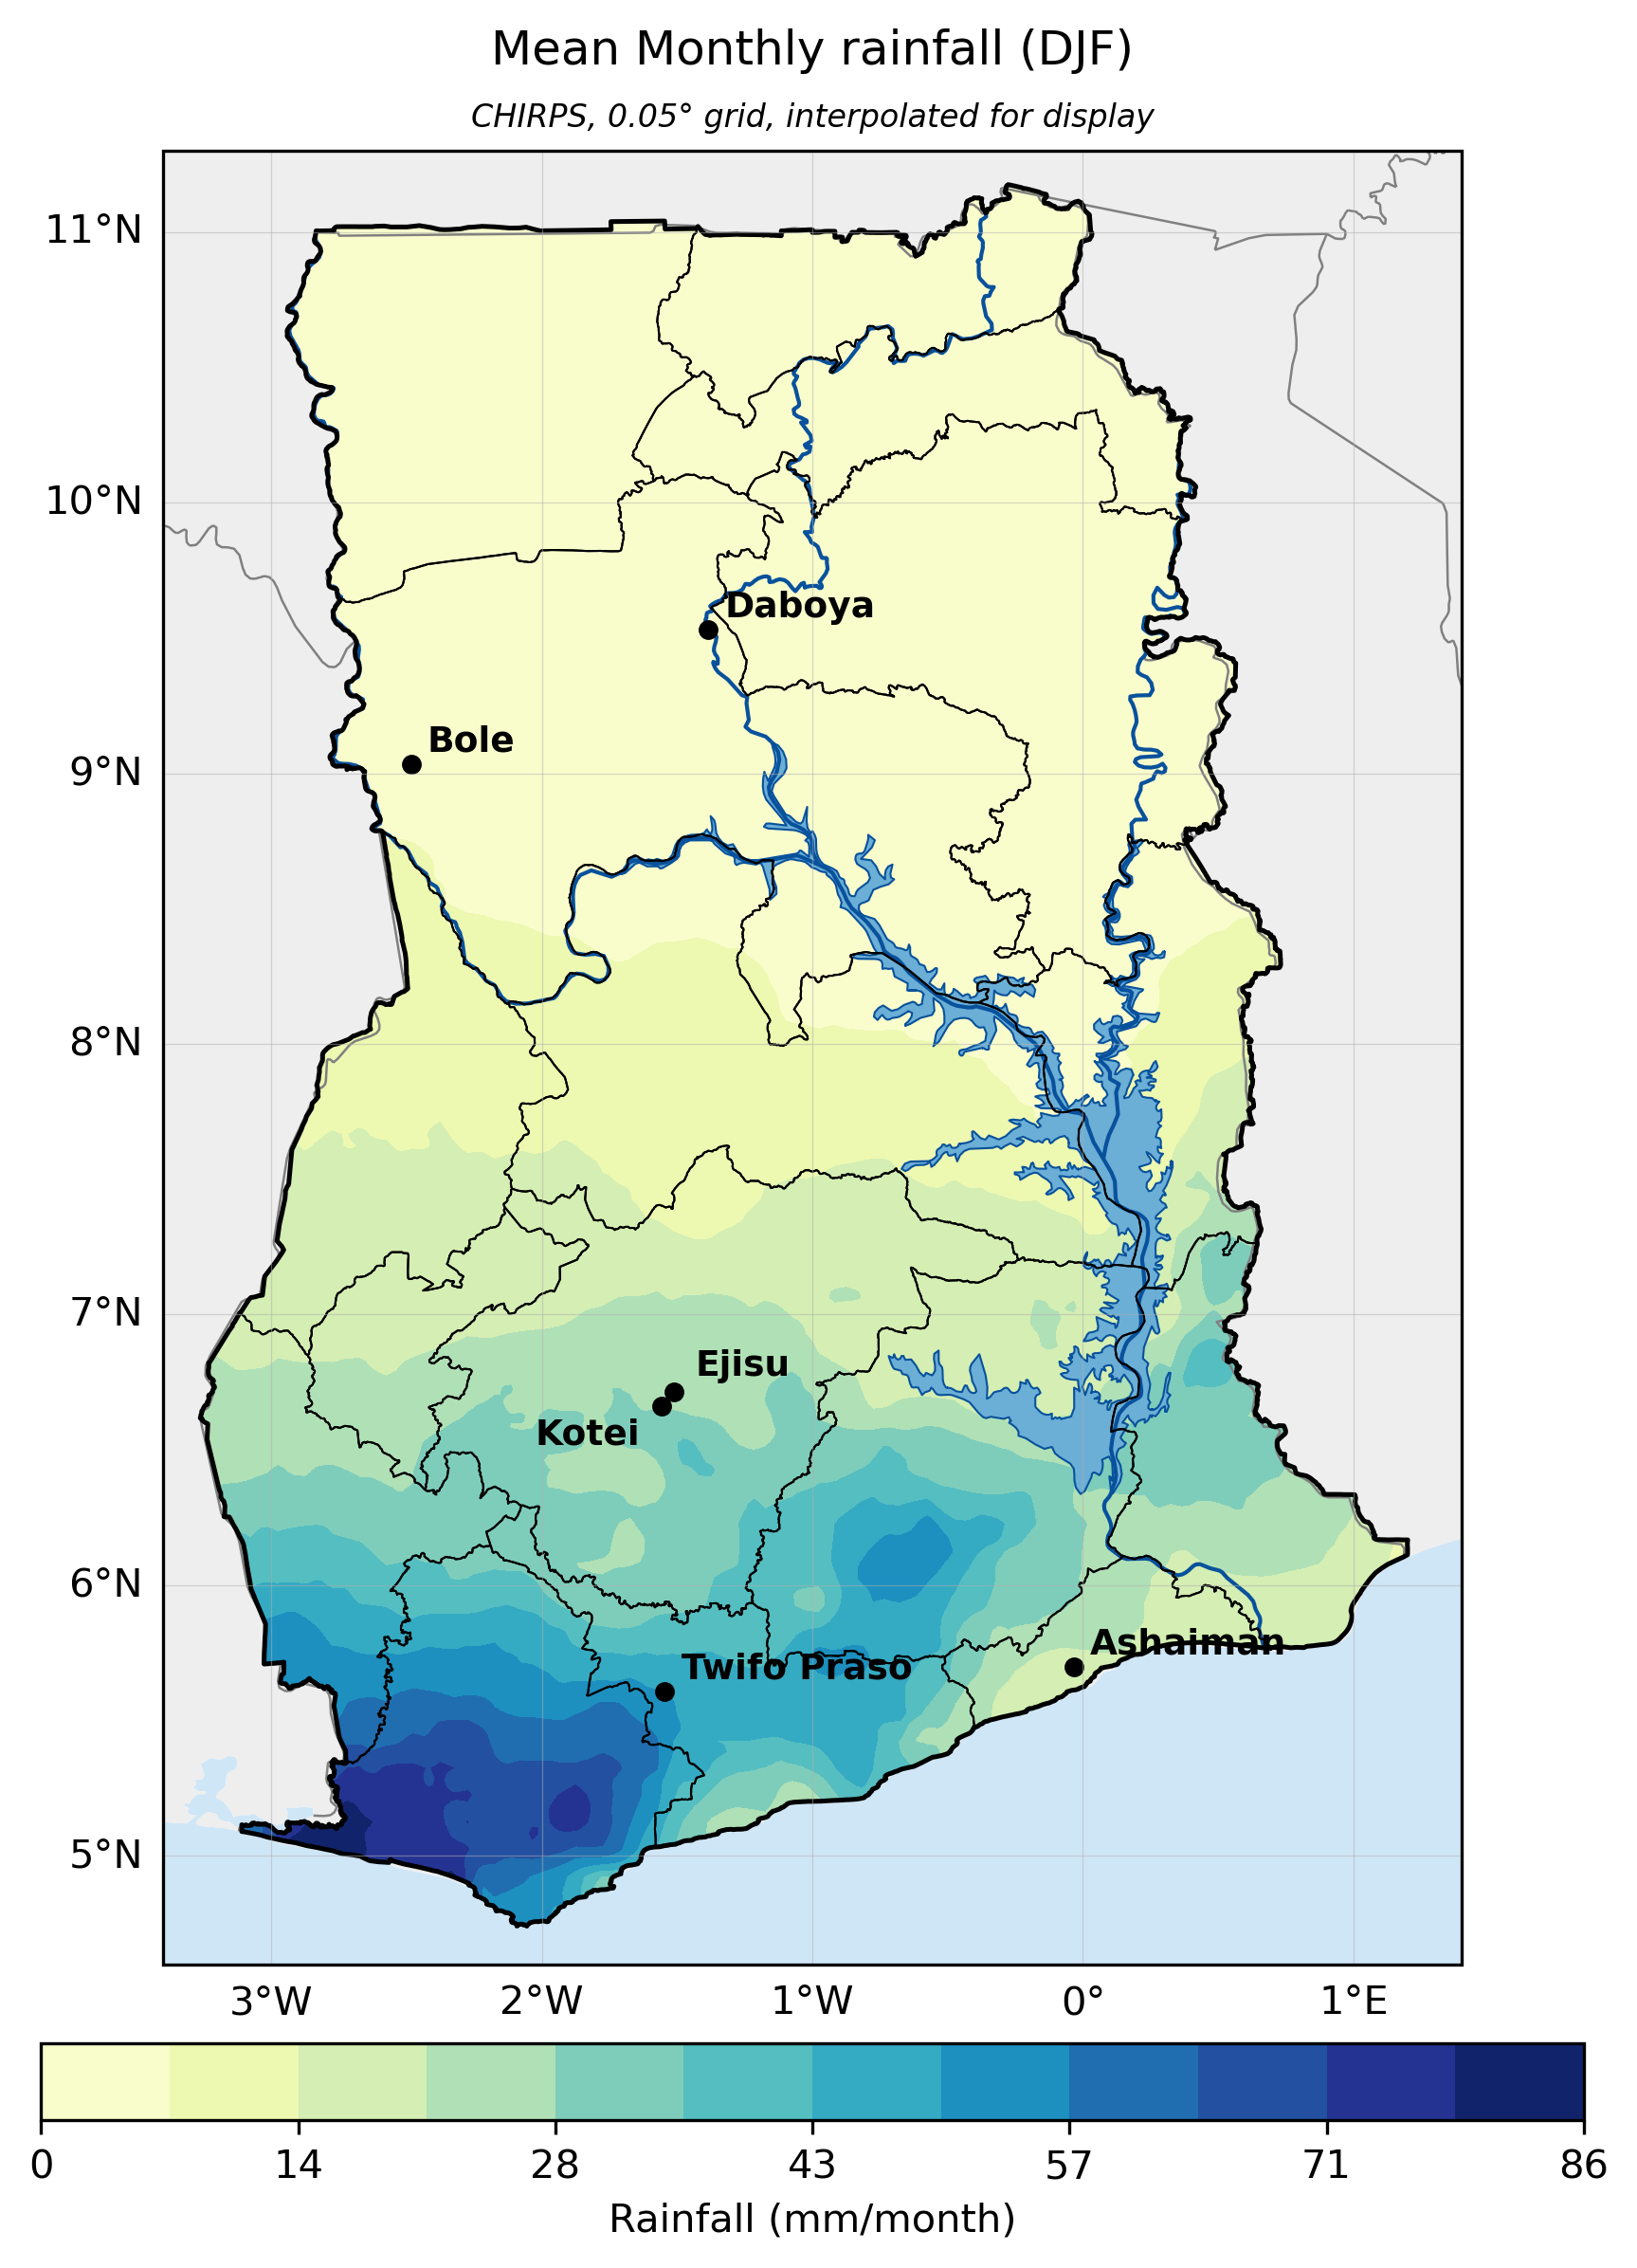 Mean Monthly rainfall (DJF)
CHIRPS, 0.05° grid, interpolated for display
11°N
10°N
Daboya
Bole
9°N
8°N
7°N
Ejisu
Kotei
6°N
Ashaiman
Twifo Praso
5°N
3°W 2°W 1°W 0° 1°E
0 14 28 43 57 71 86
Rainfall (mm/month)